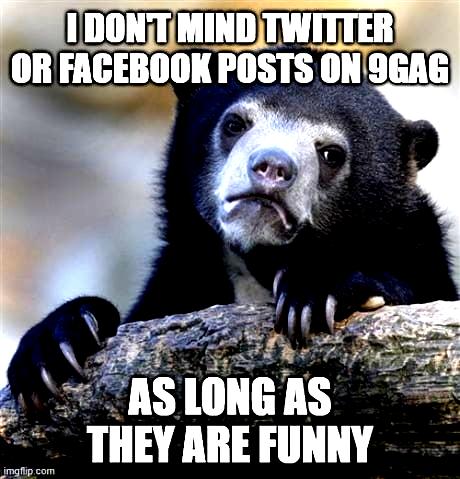 I DON'T MIND TWITTER
OR FACEBOOK POSTS ON 9GAG
AS LONG AS
THEY ARE FUNNY
imgflip.com